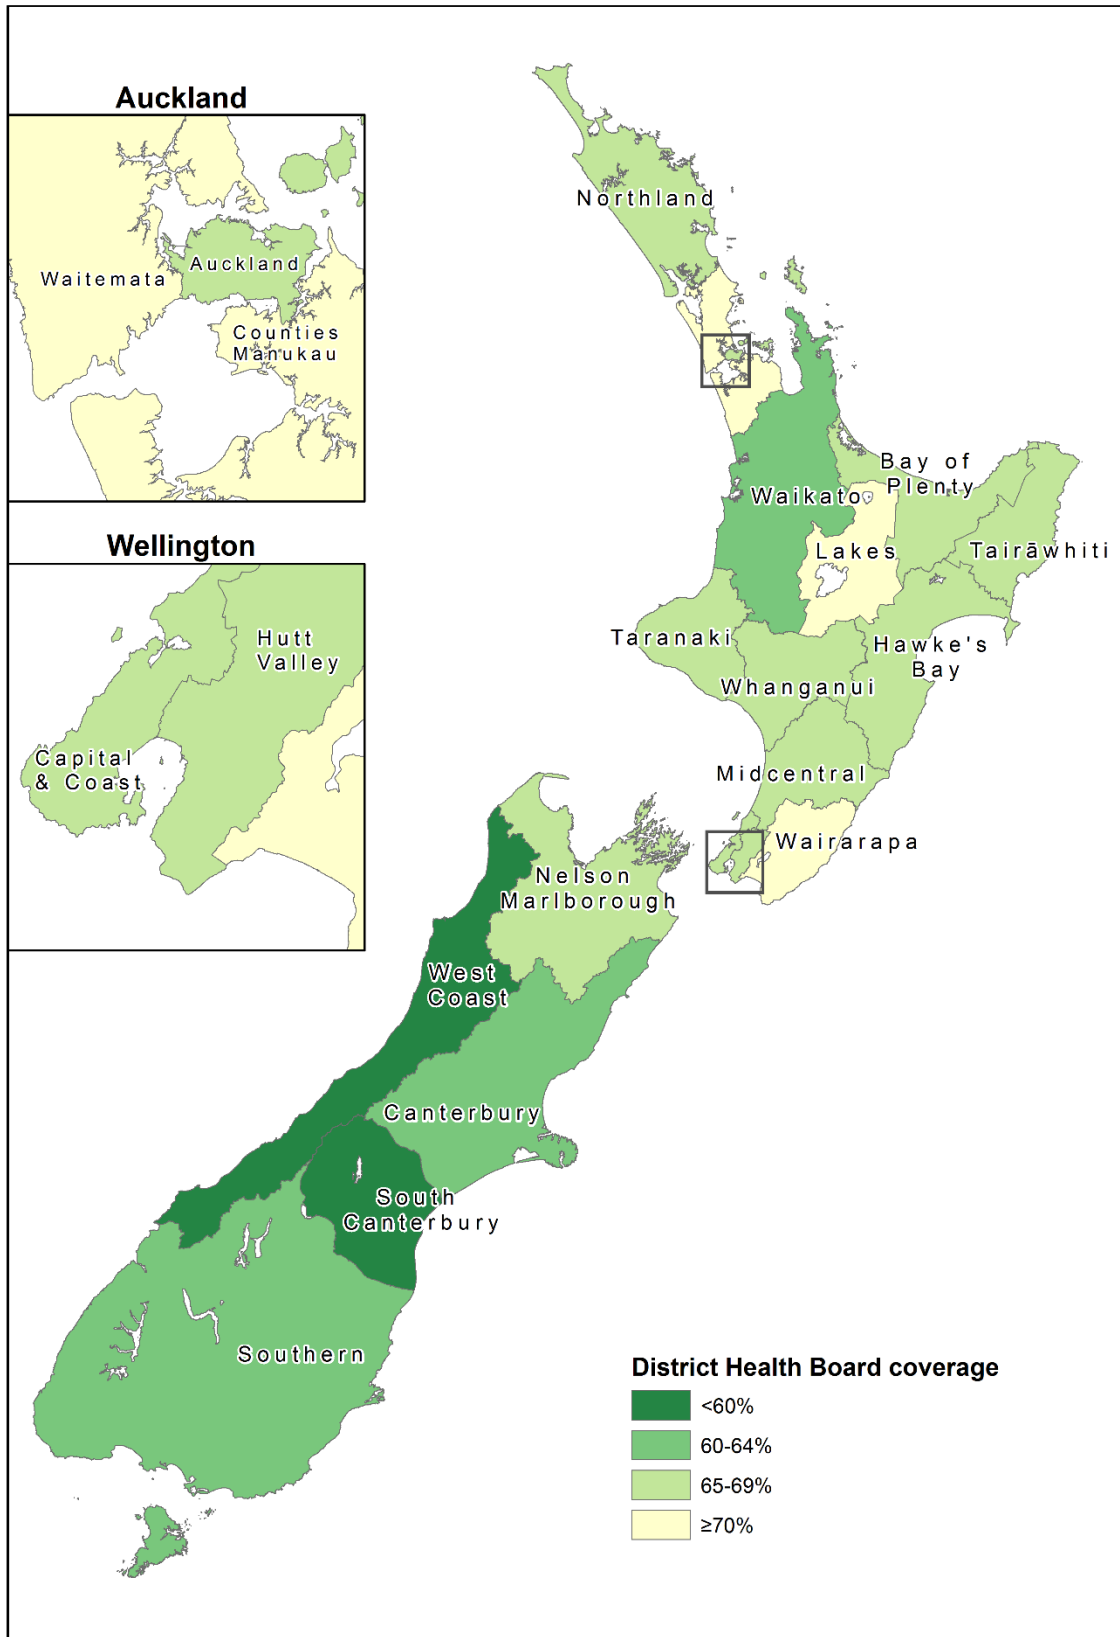 Auckland
Waitemata
Auckland
Counties
Manukau
Wellington
Hutt
Valley
Capital
& Coast
Northland
Bay of
Plenty
Waikato
Lakes
Tairāwhiti
Taranaki
Hawke's
Bay
Whanganui
Midcentral
Wairarapa
Nelson
Marlborough
West
Coast
Canterbury
South
Canterbury
Southern
District Health Board coverage
<60%
60-64%
65-69%
≥70%